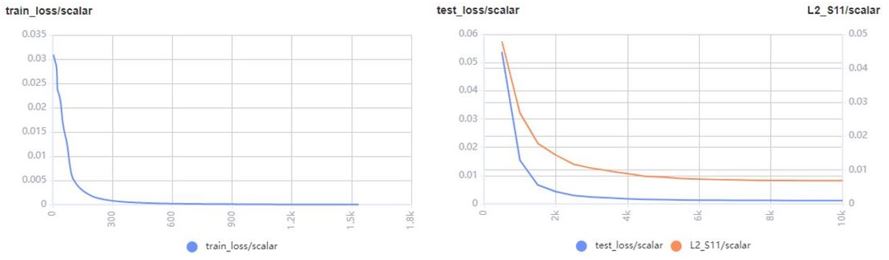 train_loss/scalar
0.035
0.03
0.025
0.02
0.015
0.01
0.005
0
0 300 600 900 1.2k 1.5k 1.8k
train_loss/scalar
test_loss/scalar L2_S11/scalar
0.06 0.05
0.05 0.04
0.04 0.03
0.03 0.02
0.02 0.01
0.01 0
0
0 2k 4k 6k 8k 10k
test_loss/scalar L2_S11/scalar